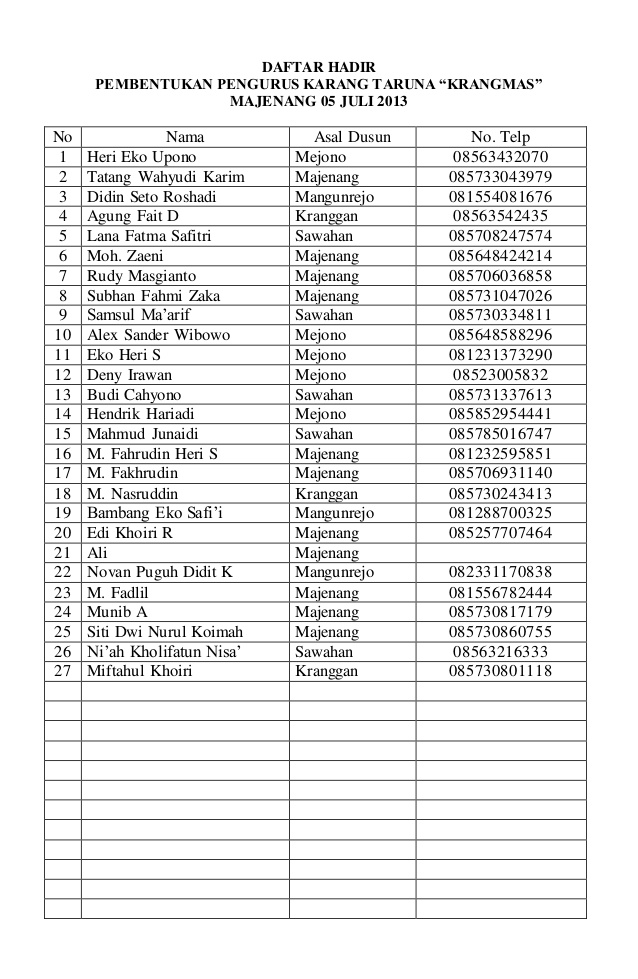 DAFTAR HADIR
PEMBENTUKAN PENGURUS KARANG TARUNA “KRANGMAS”
MAJENANG 05 JULI 2013
No Nama Asal Dusun No. Telp
1 Heri Eko Upono Mejono 08563432070
2 Tatang Wahyudi Karim Majenang 085733043979
3 Didin Seto Roshadi Mangunrejo 081554081676
4 Agung Fait D Kranggan 08563542435
5 Lana Fatma Safitri Sawahan 085708247574
6 Moh. Zaeni Majenang 085648424214
7 Rudy Masgianto Majenang 085706036858
8 Subhan Fahmi Zaka Majenang 085731047026
9 Samsul Ma’arif Sawahan 085730334811
10 Alex Sander Wibowo Mejono 085648588296
11 Eko Heri S Mejono 081231373290
12 Deny Irawan Mejono 08523005832
13 Budi Cahyono Sawahan 085731337613
14 Hendrik Hariadi Mejono 085852954441
15 Mahmud Junaidi Sawahan 085785016747
16 M. Fahrudin Heri S Majenang 081232595851
17 M. Fakhrudin Majenang 085706931140
18 M. Nasruddin Kranggan 085730243413
19 Bambang Eko Safi’i Mangunrejo 081288700325
20 Edi Khoiri R Majenang 085257707464
21 Ali Majenang
22 Novan Puguh Didit K Mangunrejo 082331170838
23 M. Fadlil Majenang 081556782444
24 Munib A Majenang 085730817179
25 Siti Dwi Nurul Koimah Majenang 085730860755
26 Ni’ah Kholifatun Nisa’ Sawahan 08563216333
27 Miftahul Khoiri Kranggan 085730801118